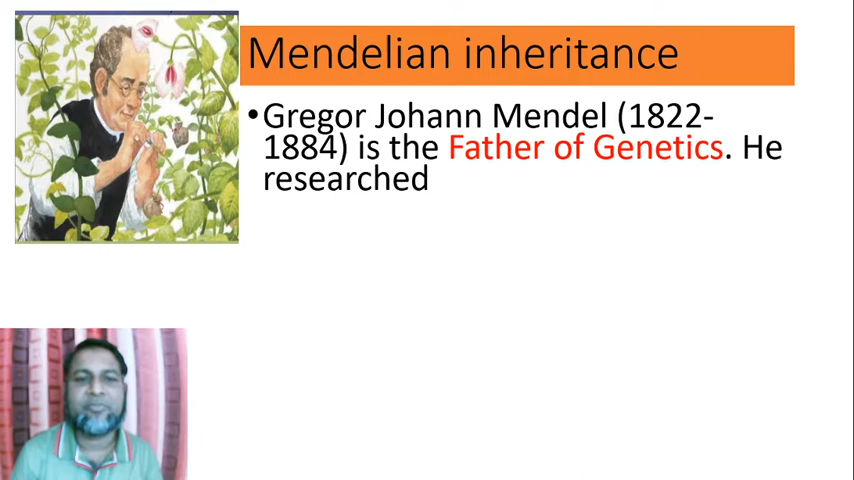 Mendelian inheritance
•Gregor Johann Mendel (1822-
1884) is the Father of Genetics. He
researched